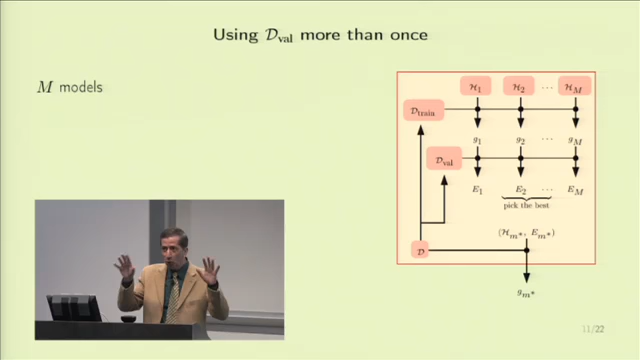 Using 𝒟val more than once
M models
ℋ1 ℋ2 ⋯ ℋM
𝒟train
g1 g2 gM
𝒟val
E1 E2 ⋯ EM
pick the best
(ℋm*, Em*)
𝒟
gm*
11/22